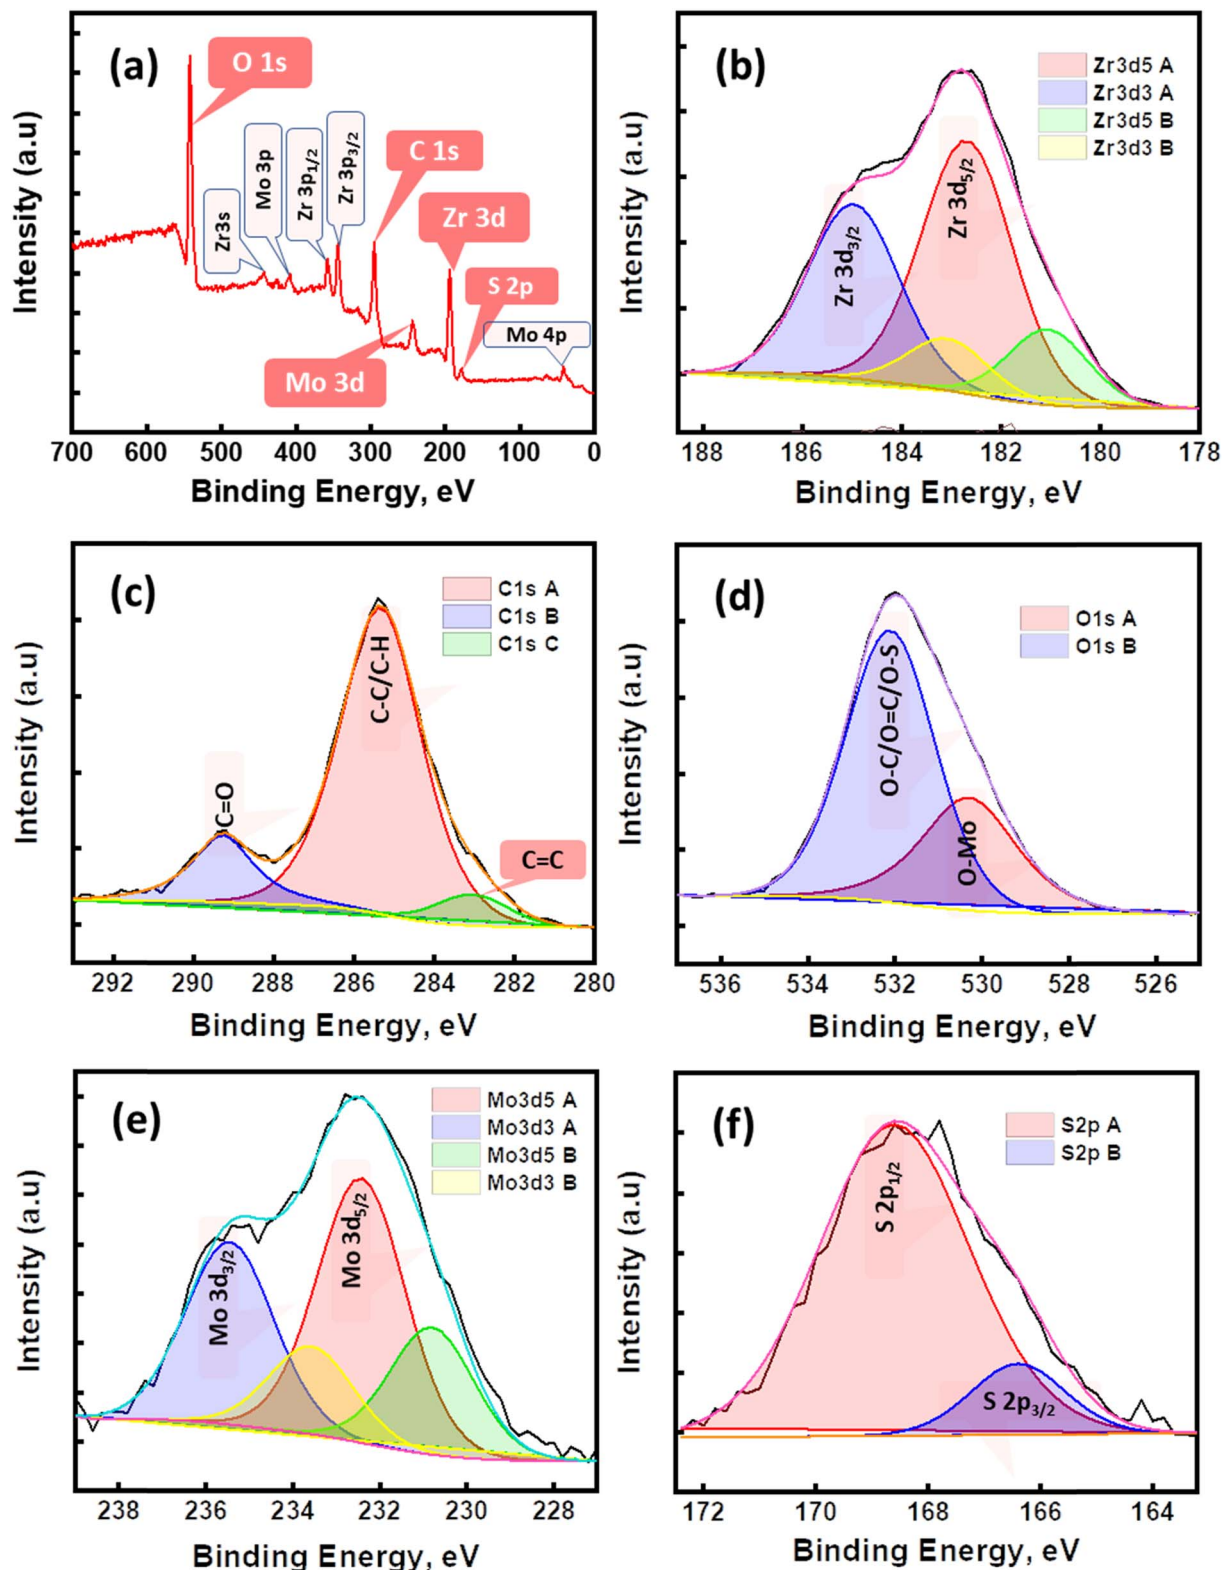 (a)
O 1s
Zr3s
Mo 3p
Zr 3p1/2
Zr 3p3/2
C 1s
Zr 3d
S 2p
Mo 4p
Mo 3d
Intensity (a.u)
700 600 500 400 300 200 100 0
Binding Energy, eV
(b)
Zr3d5 A
Zr3d3 A
Zr3d5 B
Zr3d3 B
Zr 3d3/2
Zr 3d5/2
Intensity (a.u)
188 186 184 182 180 178
Binding Energy, eV
(c)
C1s A
C1s B
C1s C
C=O
C-C/C-H
C=C
Intensity (a.u)
292 290 288 286 284 282 280
Binding Energy, eV
(d)
O1s A
O1s B
O-C/O=C/O-S
O-Mo
Intensity (a.u)
536 534 532 530 528 526
Binding Energy, eV
(e)
Mo3d5 A
Mo3d3 A
Mo3d5 B
Mo3d3 B
Mo 3d3/2
Mo 3d5/2
Intensity (a.u)
238 236 234 232 230 228
Binding Energy, eV
(f)
S2p A
S2p B
S 2p1/2
S 2p3/2
Intensity (a.u)
172 170 168 166 164
Binding Energy, eV